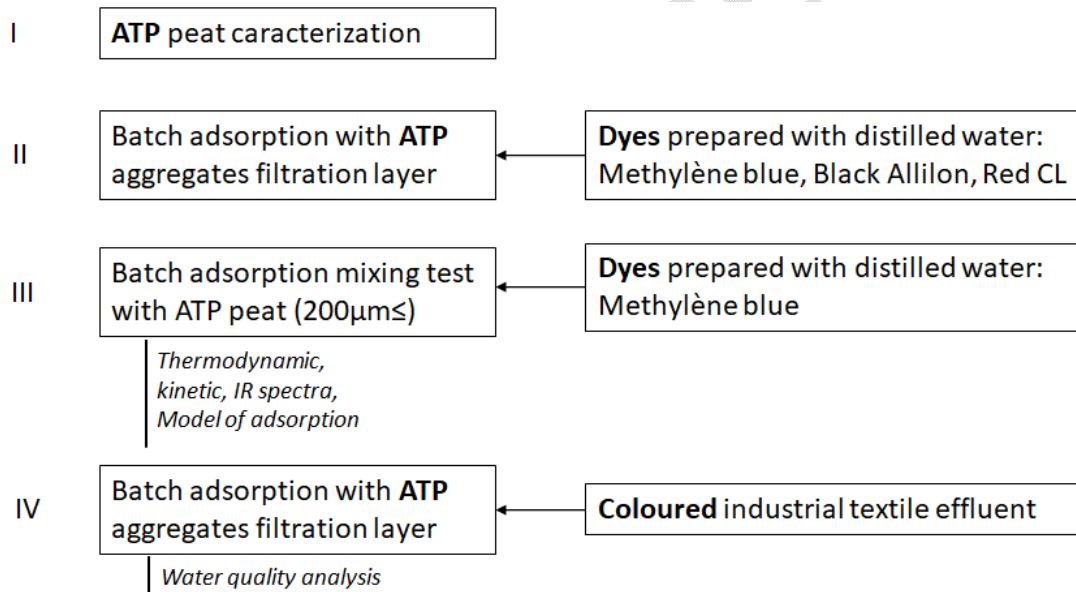 I
ATP peat caracterization
II
Batch adsorption with ATP
aggregates filtration layer
Dyes prepared with distilled water:
Methylène blue, Black Allilon, Red CL
III
Batch adsorption mixing test
with ATP peat (200µm≤)
Dyes prepared with distilled water:
Methylène blue
Thermodynamic,
kinetic, IR spectra,
Model of adsorption
IV
Batch adsorption with ATP
aggregates filtration layer
Coloured industrial textile effluent
Water quality analysis